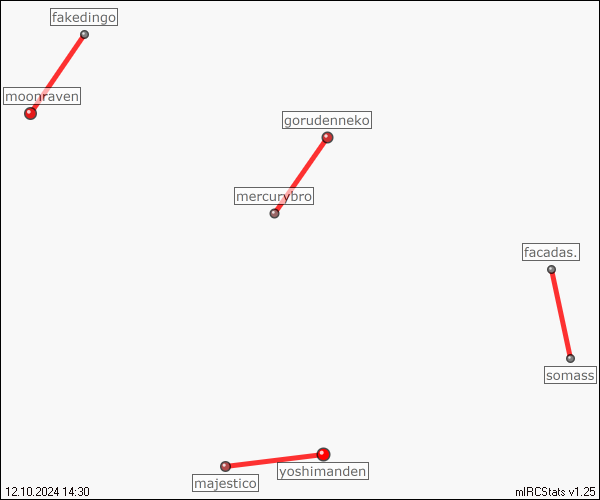 fakedingo
moonraven
gorudenneko
mercurybro
facadas.
somass
yoshimanden
majestico
12.10.2024 14:30
mIRCStats v1.25